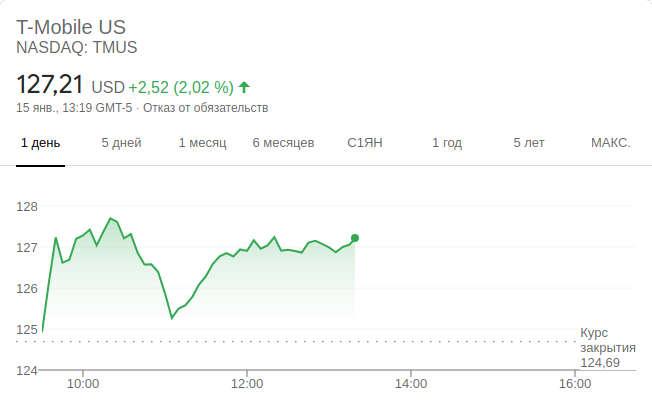 T-Mobile US
NASDAQ: TMUS
127,21 USD +2,52 (2,02 %)
15 янв., 13:19 GMT-5 · Отказ от обязательств
1 день 5 дней 1 месяц 6 месяцев С1ЯН 1 год 5 лет МАКС.
128
127
126
125
Курс
закрытия
124,69
124
10:00 12:00 14:00 16:00